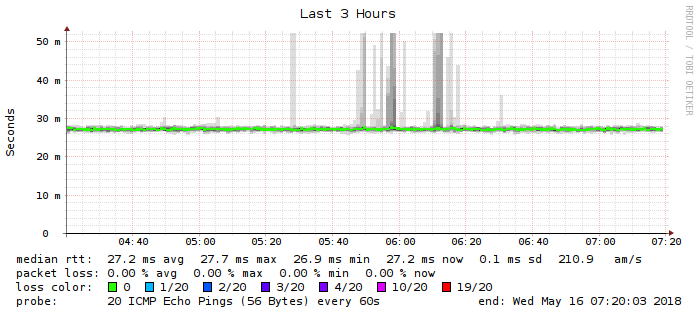 Last 3 Hours
RRDTOOL / TOBI OETIKER
Seconds
50 m
40 m
30 m
20 m
10 m
0
04:40 05:00 05:20 05:40 06:00 06:20 06:40 07:00 07:20
median rtt: 27.2 ms avg 27.7 ms max 26.9 ms min 27.2 ms now 0.1 ms sd 210.9 am/s
packet loss: 0.00 % avg 0.00 % max 0.00 % min 0.00 % now
loss color: 0 1/20 2/20 3/20 4/20 10/20 19/20
probe: 20 ICMP Echo Pings (56 Bytes) every 60s end: Wed May 16 07:20:03 2018